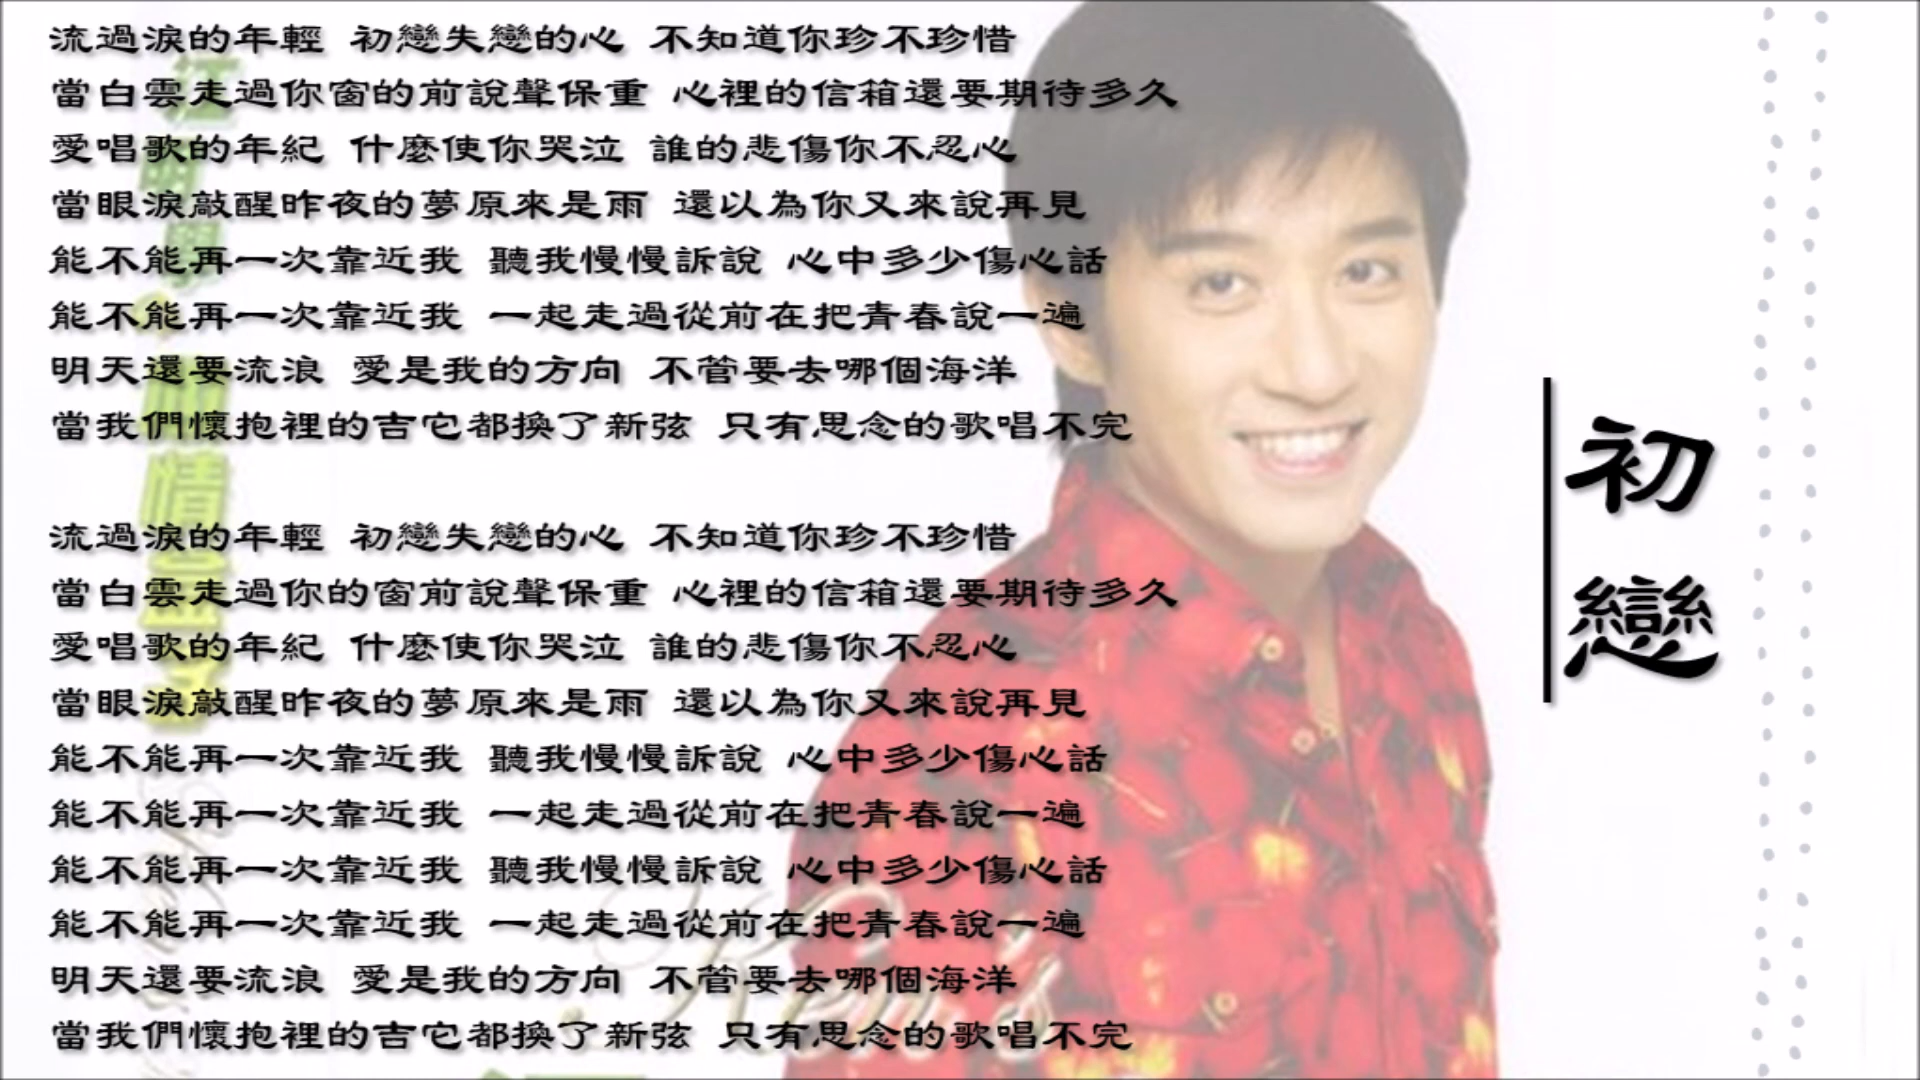 流過淚的年輕 初戀失戀的心 不知道你珍不珍惜
當白雲走過你窗的前說聲保重 心裡的信箱還要期待多久
愛唱歌的年紀 什麼使你哭泣 誰的悲傷你不忍心
當眼淚敲醒昨夜的夢原來是雨 還以為你又來說再見
能不能再一次靠近我 聽我慢慢訴說 心中多少傷心話
能不能再一次靠近我 一起走過從前在把青春說一遍
明天還要流浪 愛是我的方向 不管要去哪個海洋
當我們懷抱裡的吉它都換了新弦 只有思念的歌唱不完
流過淚的年輕 初戀失戀的心 不知道你珍不珍惜
當白雲走過你的窗前說聲保重 心裡的信箱還要期待多久
愛唱歌的年紀 什麼使你哭泣 誰的悲傷你不忍心
當眼淚敲醒昨夜的夢原來是雨 還以為你又來說再見
能不能再一次靠近我 聽我慢慢訴說 心中多少傷心話
能不能再一次靠近我 一起走過從前在把青春說一遍
能不能再一次靠近我 聽我慢慢訴說 心中多少傷心話
能不能再一次靠近我 一起走過從前在把青春說一遍
明天還要流浪 愛是我的方向 不管要去哪個海洋
當我們懷抱裡的吉它都換了新弦 只有思念的歌唱不完
初戀